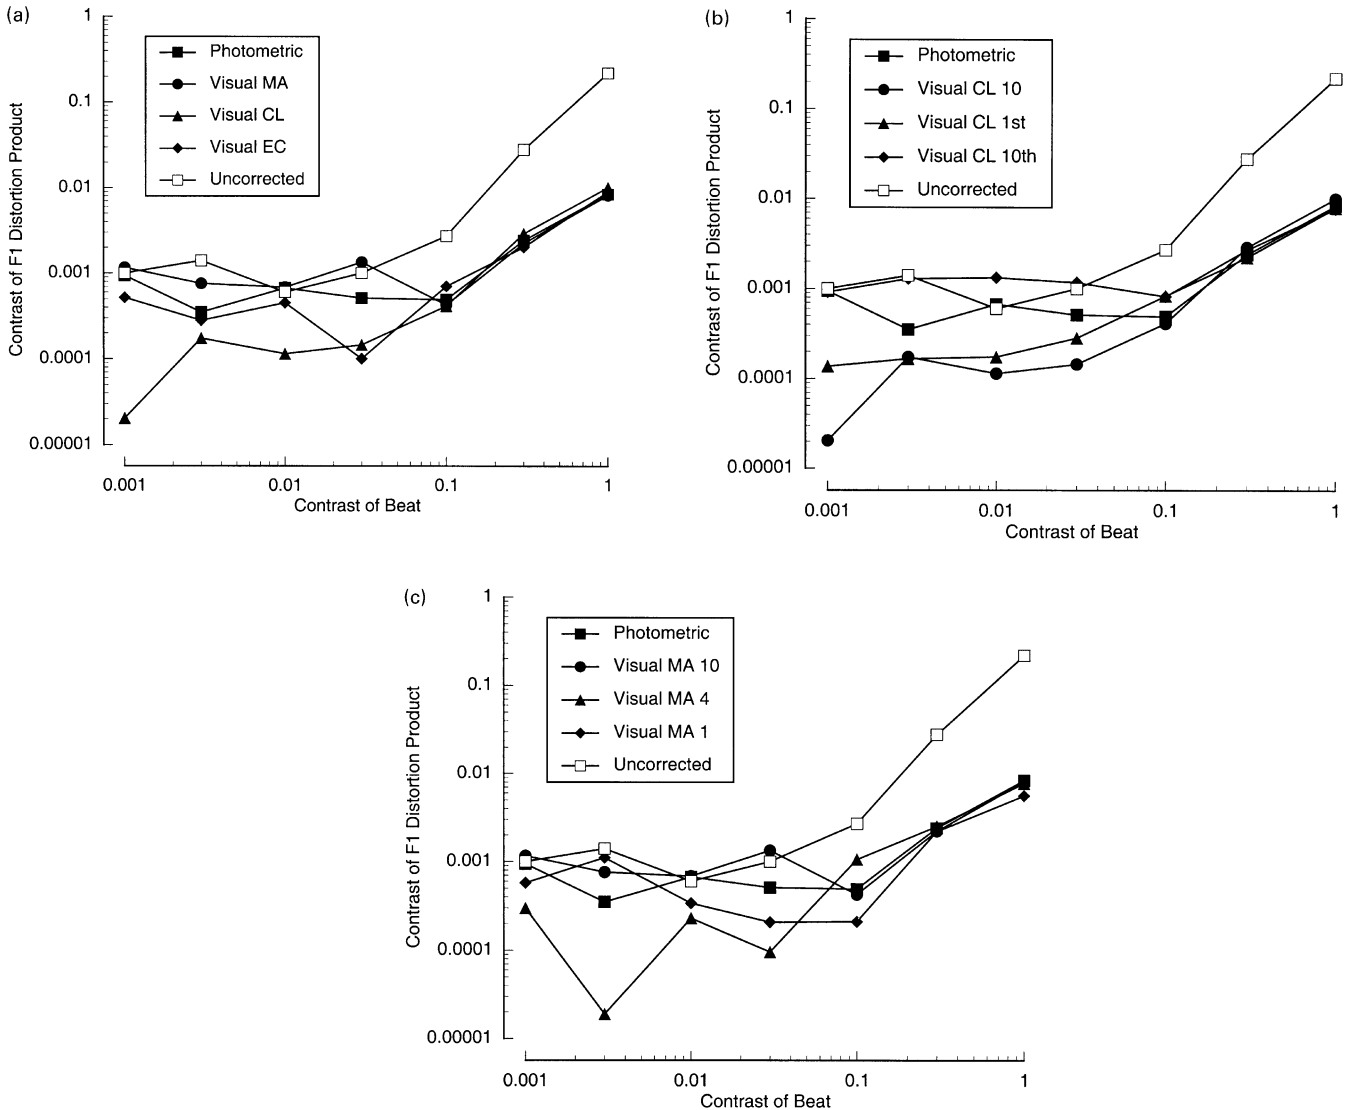 (a)
1
0.1
0.01
0.001
0.0001
0.00001
Contrast of F1 Distortion Product
Photometric
Visual MA
Visual CL
Visual EC
Uncorrected
0.001
0.01
0.1
1
Contrast of Beat
(b)
1
0.1
0.01
0.001
0.0001
0.00001
Contrast of F1 Distortion Product
Photometric
Visual CL 10
Visual CL 1st
Visual CL 10th
Uncorrected
0.001
0.01
0.1
1
Contrast of Beat
(c)
1
0.1
0.01
0.001
0.0001
0.00001
Contrast of F1 Distortion Product
Photometric
Visual MA 10
Visual MA 4
Visual MA 1
Uncorrected
0.001
0.01
0.1
1
Contrast of Beat